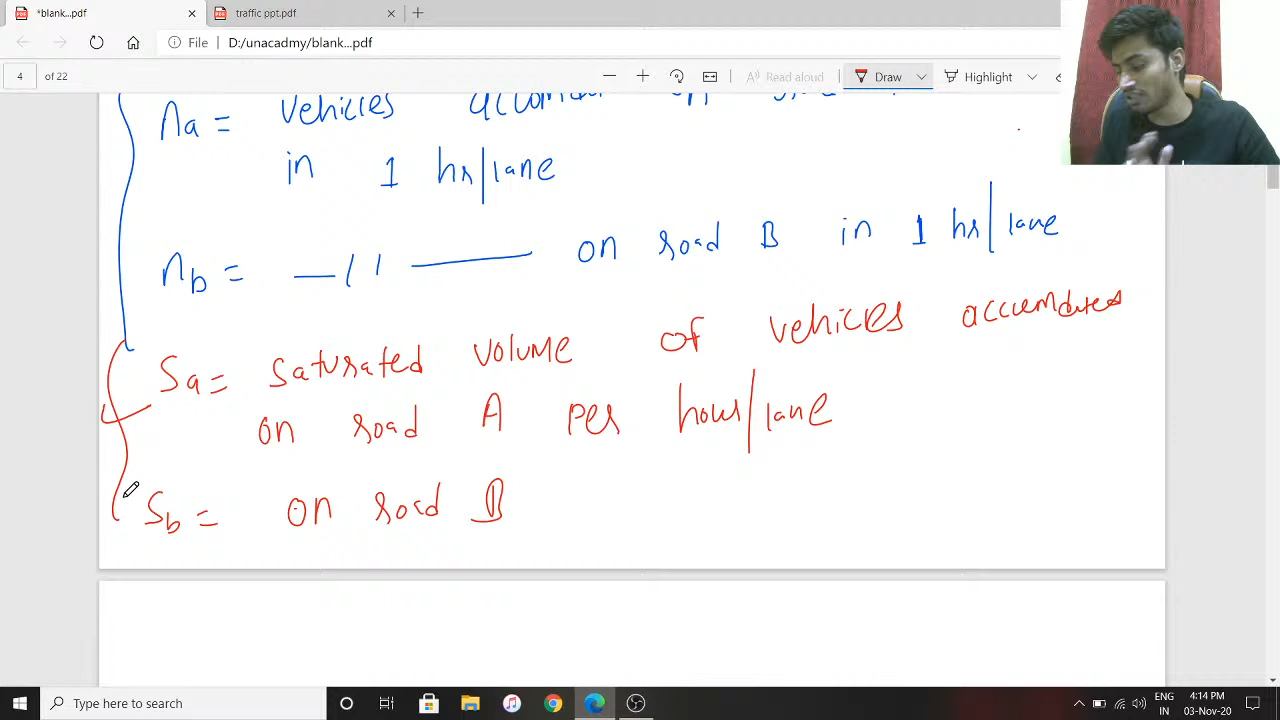 *blank...pdf
traffic ppt.pdf
File D:/unacadmy/blank...pdf
4 of 22
Read aloud Draw Highlight
na = vehicles
in 1 hr/lane
nb = —//— on road B in 1 hr/lane
Sa = saturated volume of vehicles
on road A per hour/lane
Sb = on road B
Type here to search
ENG 4:14 PM
IN 03-Nov-20